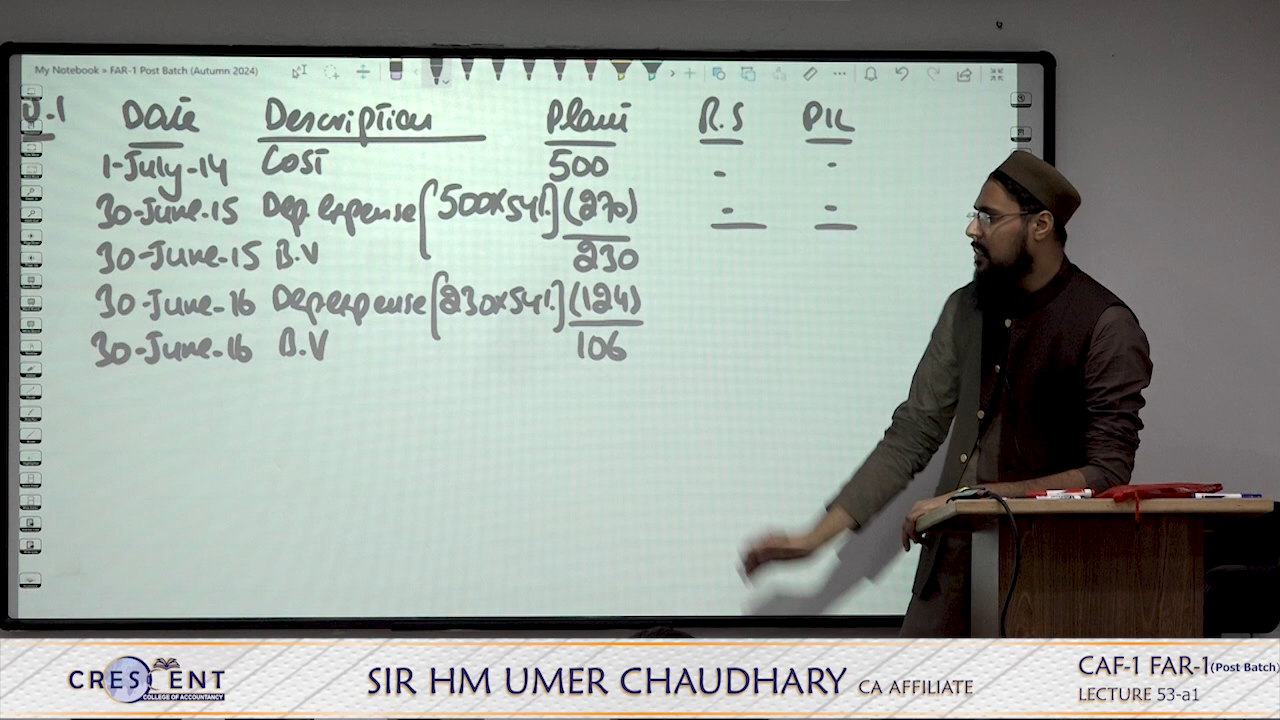 My Notebook » FAR-1 Post Batch (Autumn 2024)
Q.1 Date Description Plant R.S P/L
1-July-14 Cost 500 - -
30-June-15 Dep expense [500x54%] (270) - -
30-June-15 B.V 230
30-June-16 Dep expense [230x54%] (124)
30-June-16 B.V 106
CRESCENT
COLLEGE OF ACCOUNTANCY
SIR HM UMER CHAUDHARY CA AFFILIATE
CAF-1 FAR-1 (Post Batch)
LECTURE 53-a1